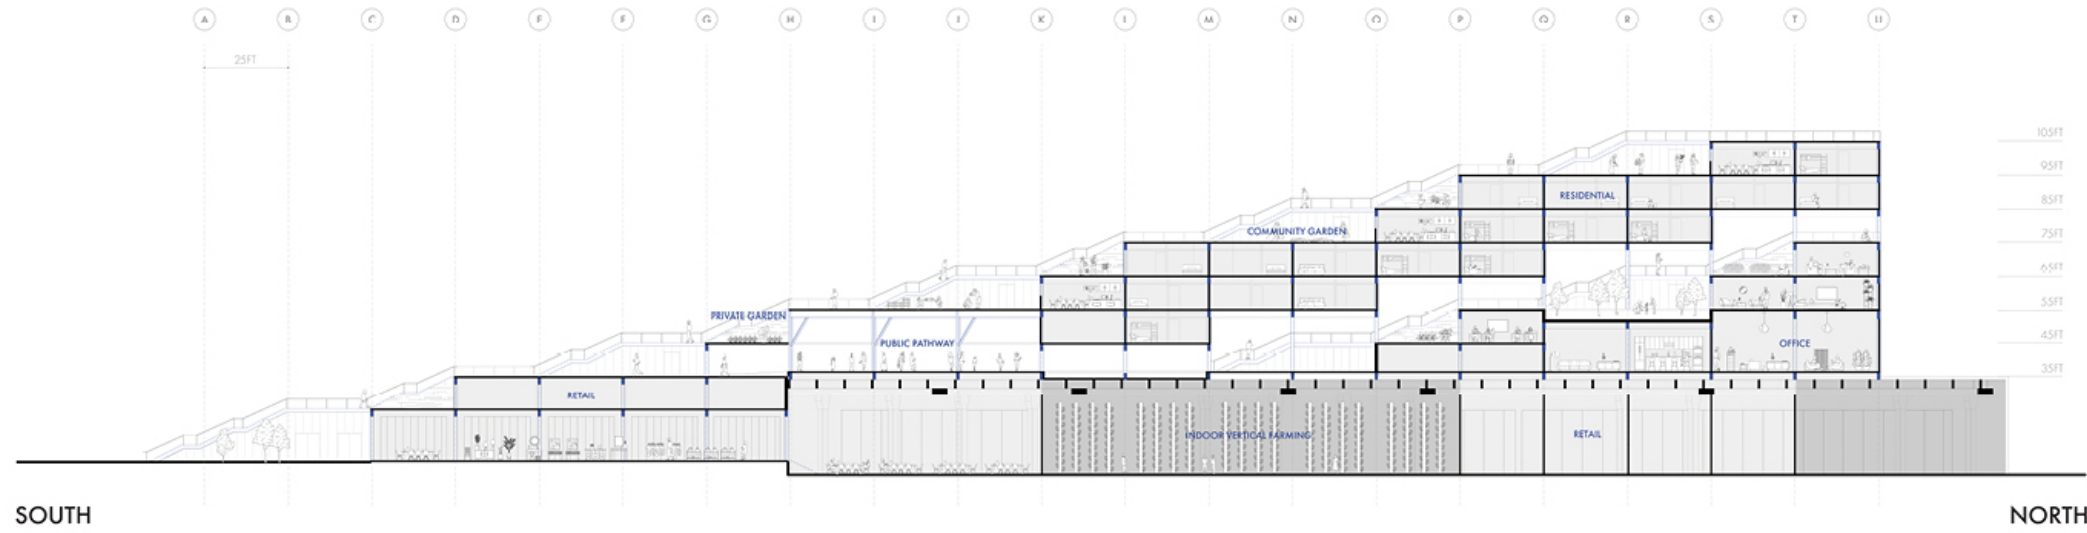 A B C D E F G H I J K L M N O P Q R S T U
25FT
105FT
95FT
RESIDENTIAL
85FT
COMMUNITY GARDEN
75FT
65FT
55FT
PRIVATE GARDEN
45FT
PUBLIC PATHWAY
OFFICE
35FT
RETAIL
INDOOR VERTICAL FARMING
RETAIL
SOUTH
NORTH